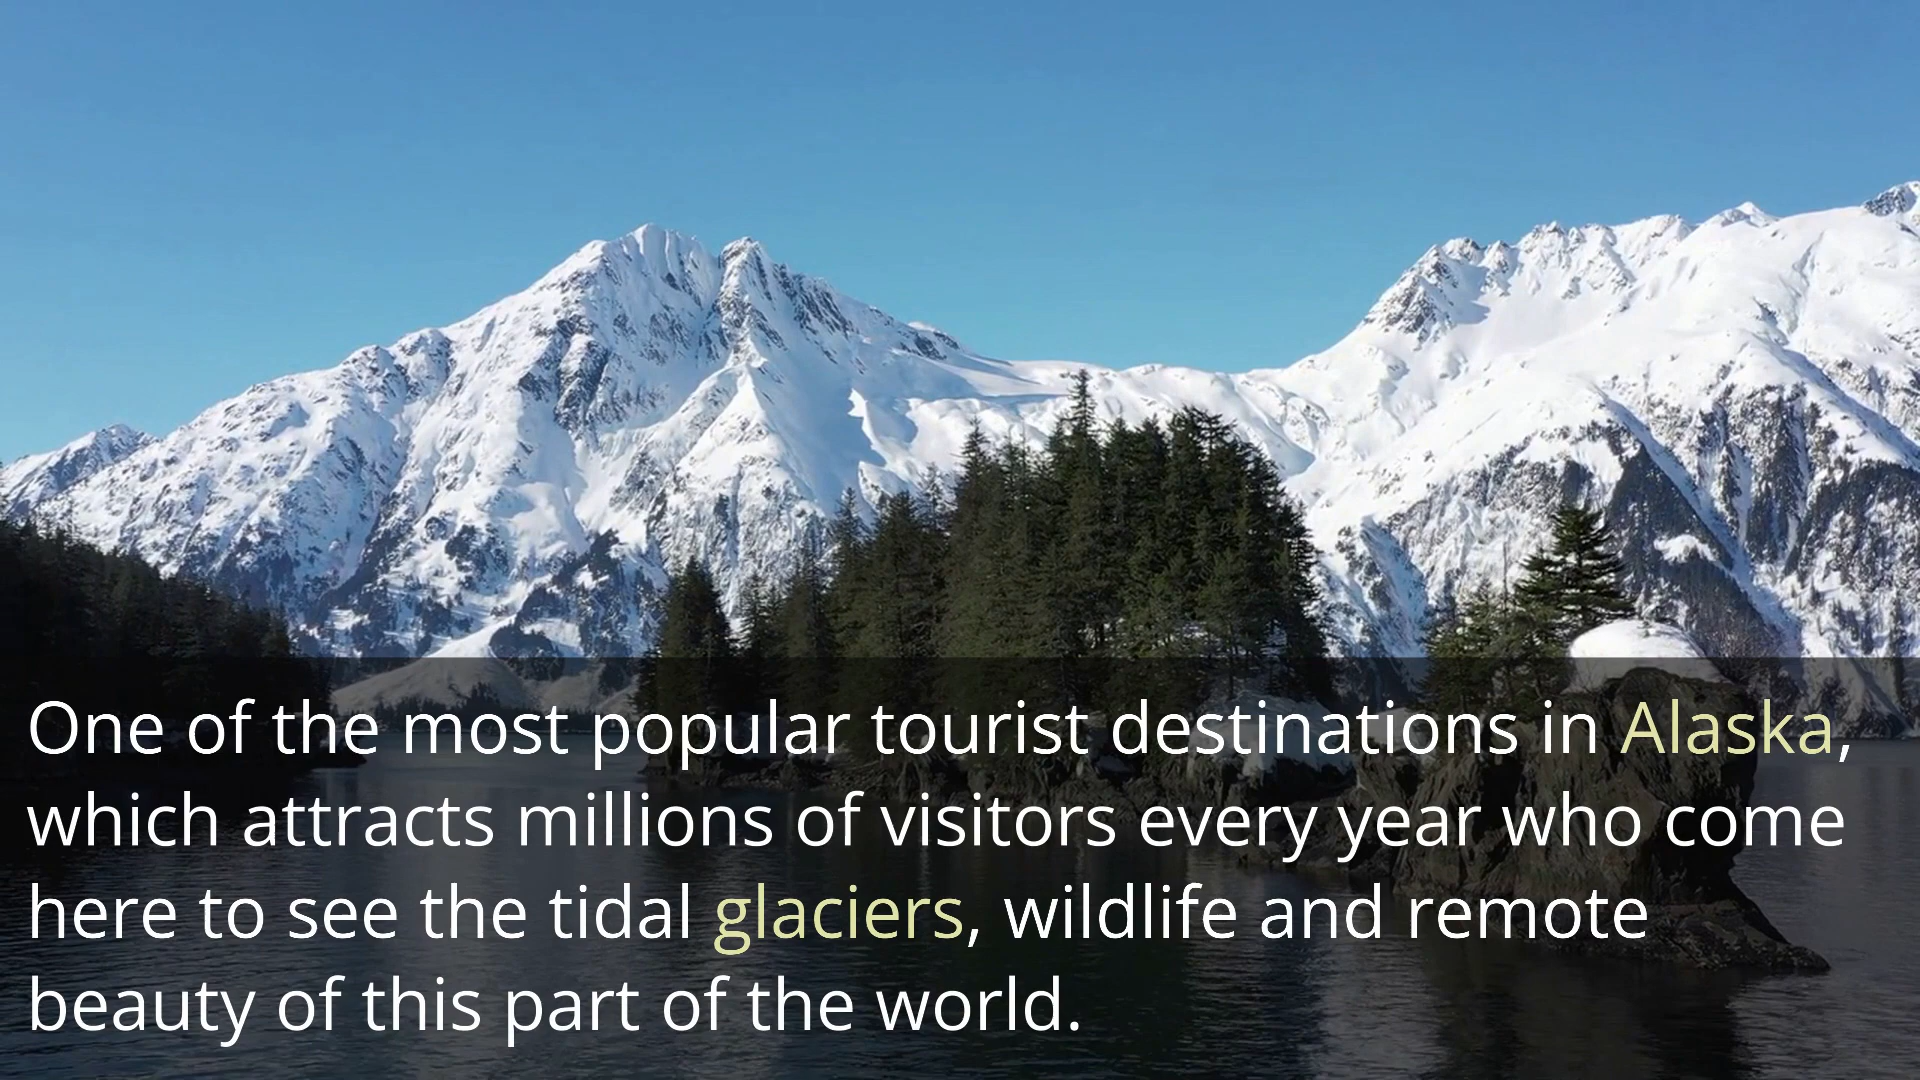 One of the most popular tourist destinations in Alaska,
which attracts millions of visitors every year who come
here to see the tidal glaciers, wildlife and remote
beauty of this part of the world.